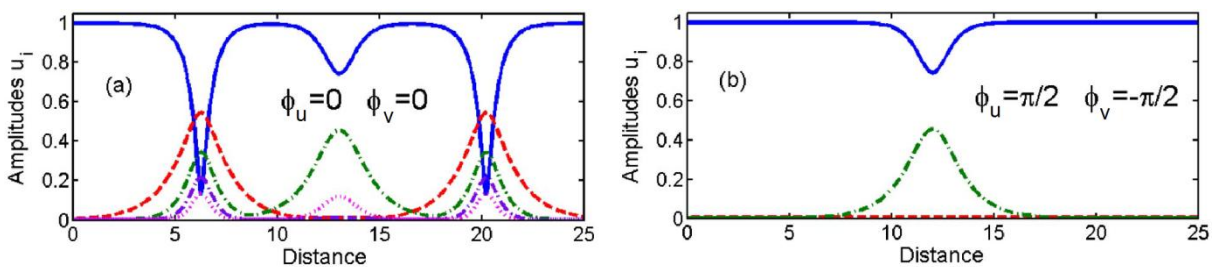 Amplitudes u_i
1
0.8
0.6
0.4
0.2
0
(a)
ϕ_u=0 ϕ_v=0
0 5 10 15 20 25
Distance
Amplitudes u_i
1
0.8
0.6
0.4
0.2
0
(b)
ϕ_u=π/2 ϕ_v=-π/2
0 5 10 15 20 25
Distance